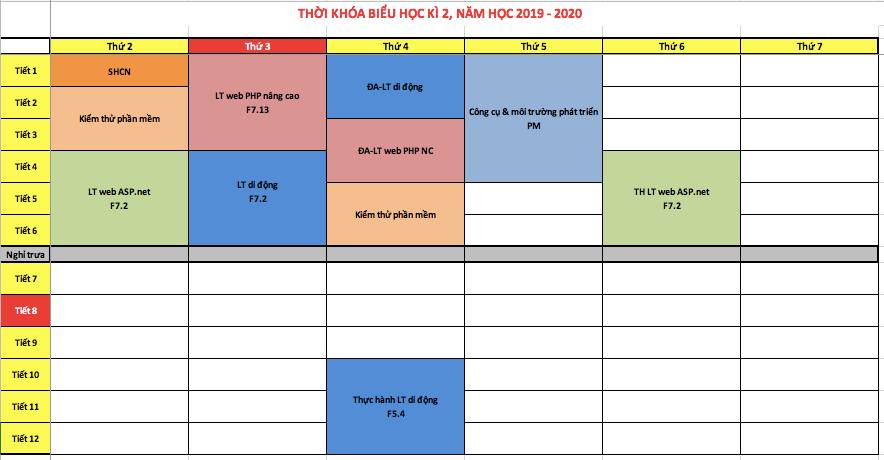 THỜI KHÓA BIỂU HỌC KÌ 2, NĂM HỌC 2019 - 2020
Thứ 2 Thứ 3 Thứ 4 Thứ 5 Thứ 6 Thứ 7
Tiết 1
SHCN
Tiết 2
Kiểm thử phần mềm
Tiết 3
LT web PHP nâng cao
F7.13
ĐA-LT di động
Công cụ & môi trường phát triển
PM
ĐA-LT web PHP NC
Tiết 4
LT web ASP.net
F7.2
LT di động
F7.2
TH LT web ASP.net
F7.2
Tiết 5
Kiểm thử phần mềm
Tiết 6
Nghỉ trưa
Tiết 7
Tiết 8
Tiết 9
Tiết 10
Tiết 11
Thực hành LT di động
F5.4
Tiết 12